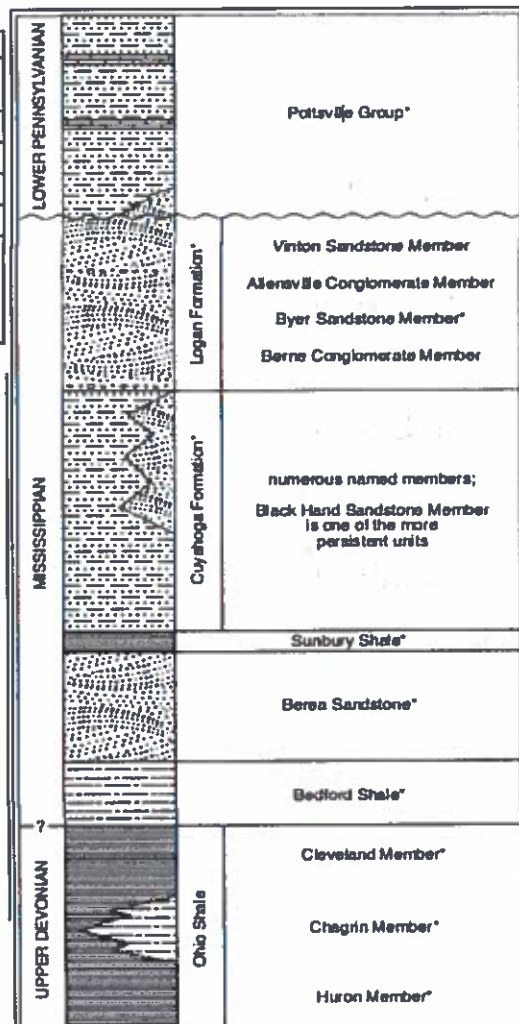 LOWER PENNSYLVANIAN
Pottsville Group*
MISSISSIPPIAN
Logan Formation*
Vinton Sandstone Member
Allensville Conglomerate Member
Byer Sandstone Member*
Berne Conglomerate Member
Cuyahoga Formation*
numerous named members;
Black Hand Sandstone Member
is one of the more
persistent units
Sunbury Shale*
Berea Sandstone*
Bedford Shale*
?
UPPER DEVONIAN
Ohio Shale
Cleveland Member*
Chagrin Member*
Huron Member*